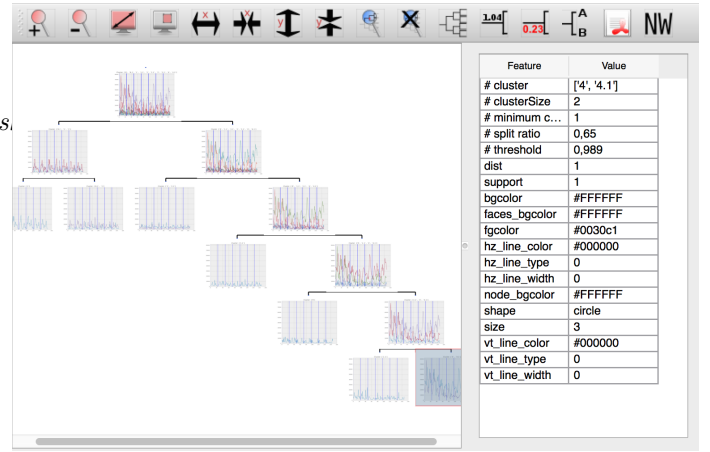 x x y y 1.04 0.23 A B NW
s
Feature Value
# cluster ['4', '4.1']
# clusterSize 2
# minimum c... 1
# split ratio 0,65
# threshold 0,989
dist 1
support 1
bgcolor #FFFFFF
faces_bgcolor #FFFFFF
fgcolor #0030c1
hz_line_color #000000
hz_line_type 0
hz_line_width 0
node_bgcolor #FFFFFF
shape circle
size 3
vt_line_color #000000
vt_line_type 0
vt_line_width 0